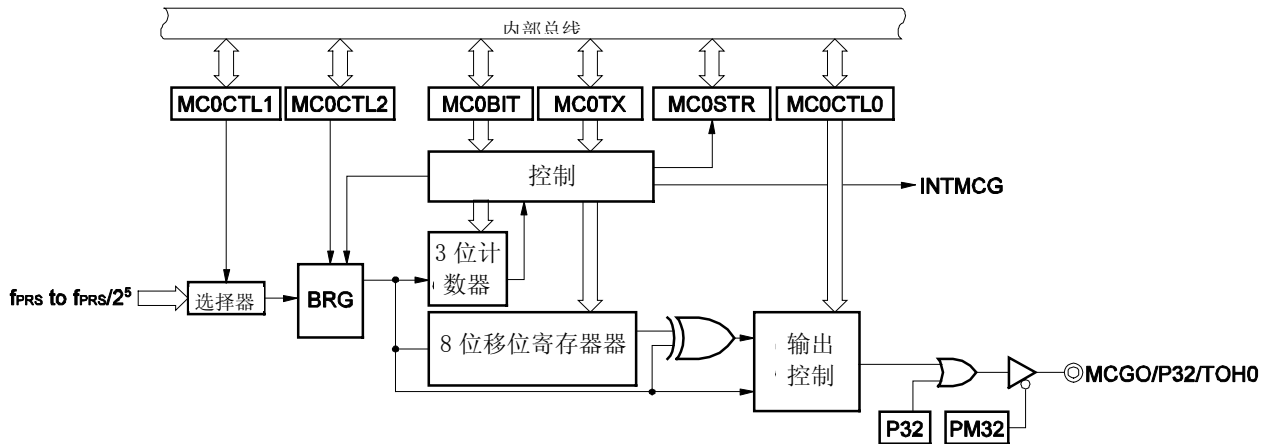 内部总线
MC0CTL1
MC0CTL2
MC0BIT
MC0TX
MC0STR
MC0CTL0
控制
INTMCG
3 位计
数器
fPRS to fPRS/2⁵
选择器
BRG
8 位移位寄存器器
输出
控制
MCGO/P32/TOH0
P32
PM32